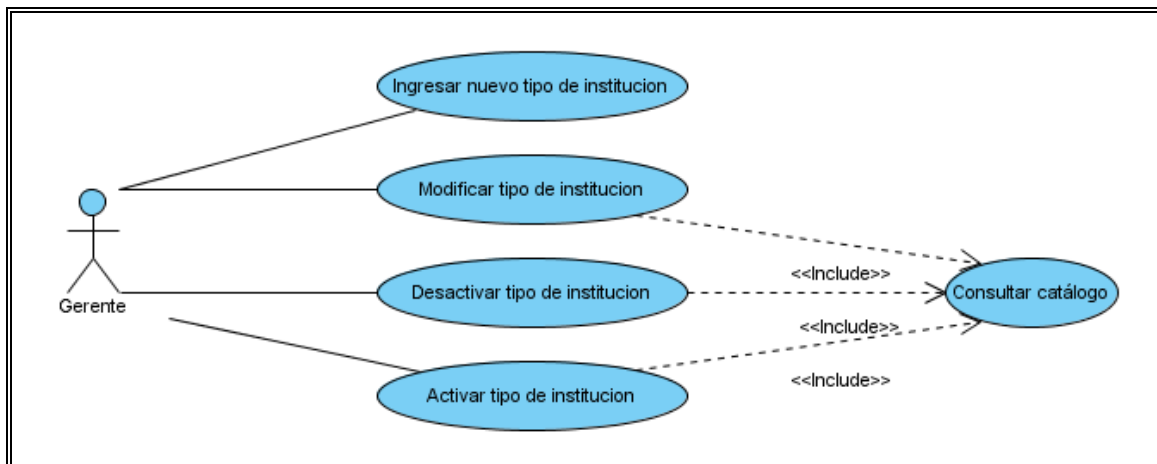 Ingresar nuevo tipo de institucion
Modificar tipo de institucion
<<Include>>
Gerente
Desactivar tipo de institucion
Consultar catálogo
<<Include>>
Activar tipo de institucion
<<Include>>